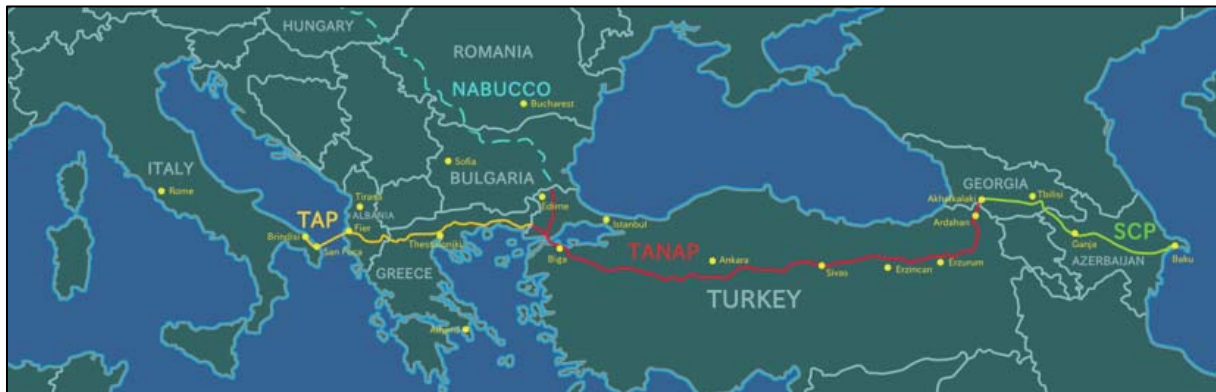 HUNGARY
ROMANIA
NABUCCO
Bucharest
Sofia
BULGARIA
ITALY
Rome
Tirana
ALBANIA
TAP
Fier
Brindisi
San Foca
Thessaloniki
GREECE
Athens
Edirne
Istanbul
Biga
TANAP
Ankara
Sivas
Erzincan
Erzurum
TURKEY
GEORGIA
Tbilisi
Akhalkalaki
Ardahan
SCP
Ganja
AZERBAIJAN
Baku